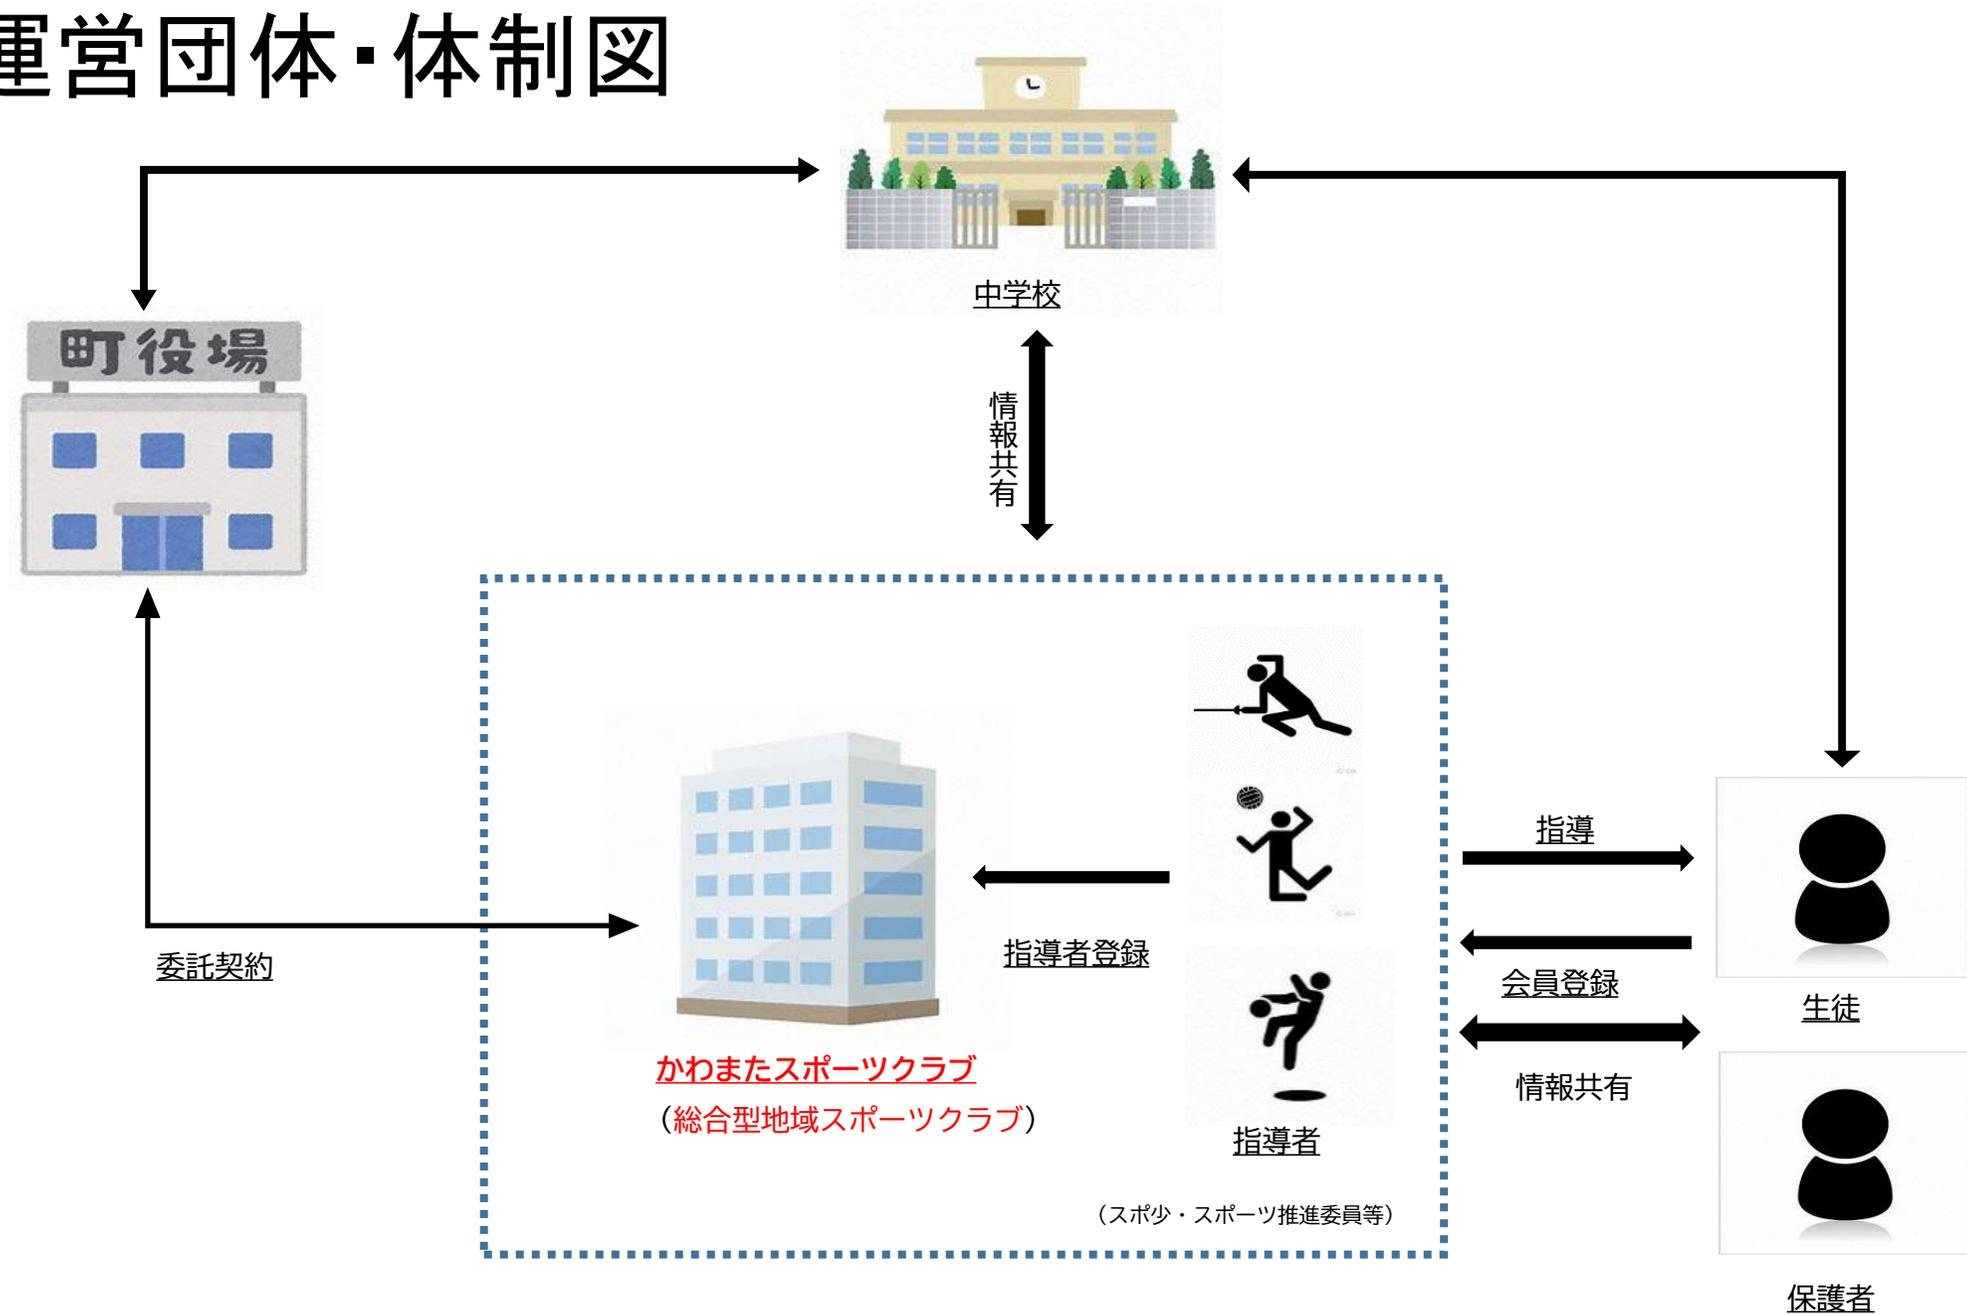 運営団体・体制図
中学校
町役場
情報共有
指導
指導者登録
会員登録
委託契約
生徒
かわまたスポーツクラブ
（総合型地域スポーツクラブ）
情報共有
指導者
（スポ少・スポーツ推進委員等）
保護者